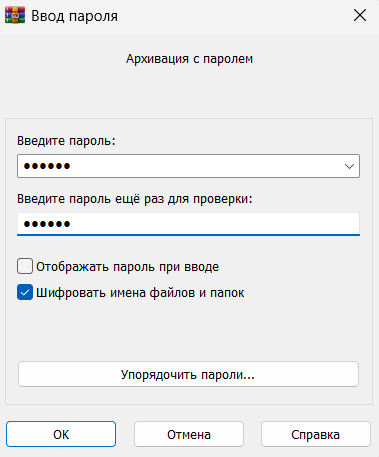 Ввод пароля
Архивация с паролем
Введите пароль:
●●●●●●
Введите пароль ещё раз для проверки:
●●●●●●
Отображать пароль при вводе
Шифровать имена файлов и папок
Упорядочить пароли...
ОК
Отмена
Справка